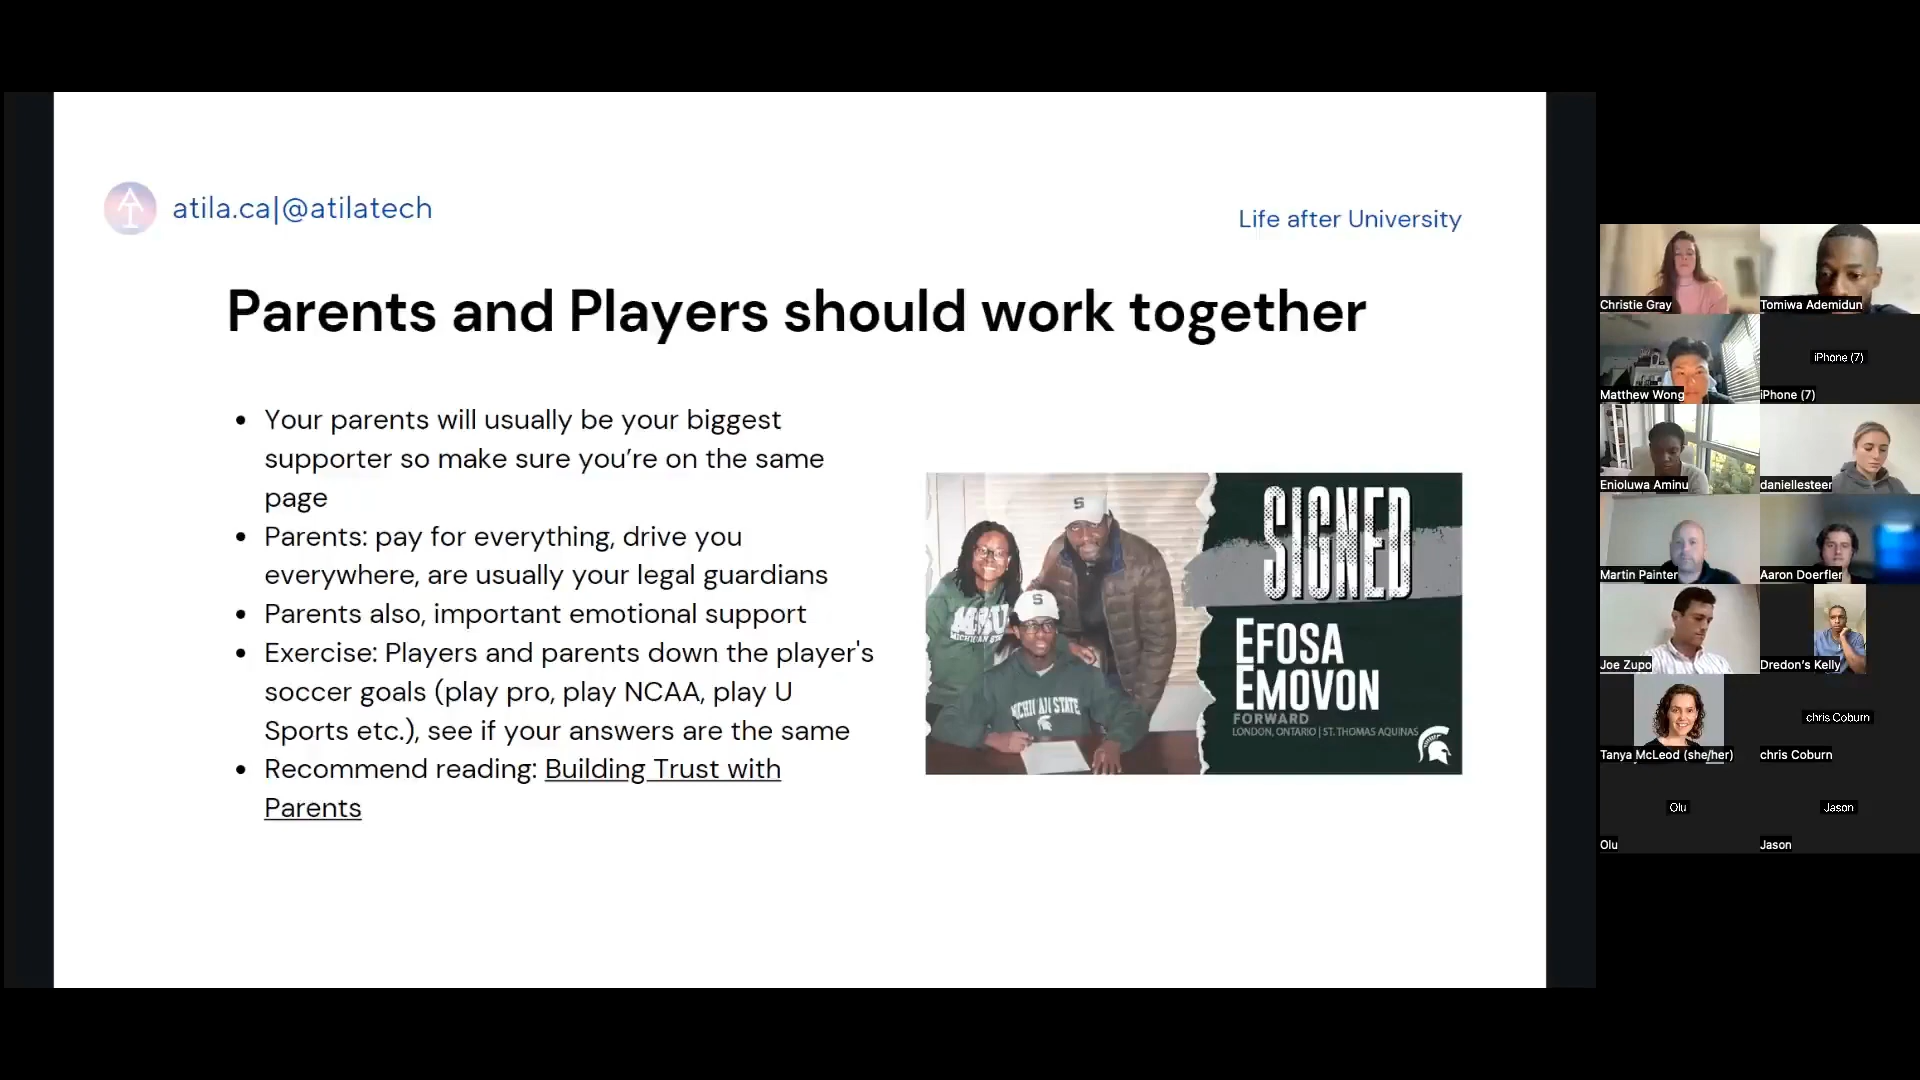 atila.ca|@atilatech
Life after University
Parents and Players should work together
• Your parents will usually be your biggest
supporter so make sure you’re on the same
page
• Parents: pay for everything, drive you
everywhere, are usually your legal guardians
• Parents also, important emotional support
• Exercise: Players and parents down the player's
soccer goals (play pro, play NCAA, play U
Sports etc.), see if your answers are the same
• Recommend reading: Building Trust with
Parents
S
S
MICHIGAN STATE
SIGNED
EFOSA
EMOVON
FORWARD
LONDON, ONTARIO | ST. THOMAS AQUINAS
Christie Gray
Tomiwa Ademidun
Matthew Wong
iPhone (7)
iPhone (7)
Enioluwa Aminu
daniellesteer
Martin Painter
Aaron Doerfler
Joe Zupo
Dredon’s Kelly
Tanya McLeod (she/her)
chris Coburn
chris Coburn
Olu
Olu
Jason
Jason